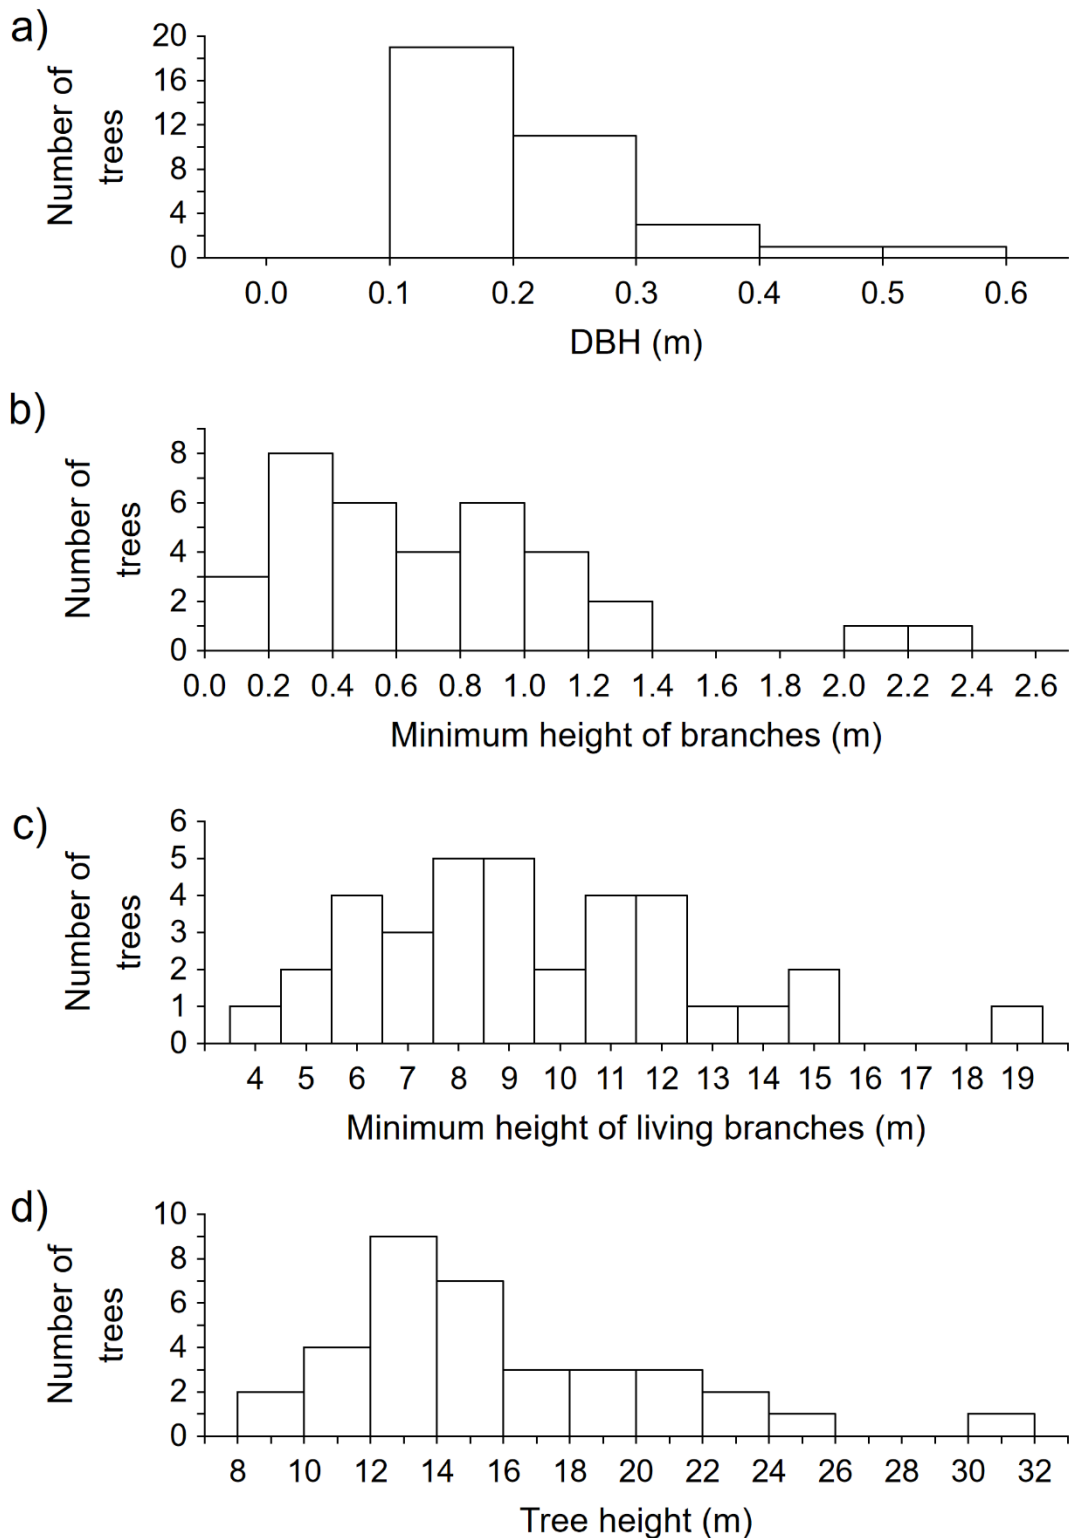 a)
Number of
trees
20
16
12
8
4
0
0.0 0.1 0.2 0.3 0.4 0.5 0.6
DBH (m)
b)
Number of
trees
8
6
4
2
0
0.0 0.2 0.4 0.6 0.8 1.0 1.2 1.4 1.6 1.8 2.0 2.2 2.4 2.6
Minimum height of branches (m)
c)
Number of
trees
6
5
4
3
2
1
0
4 5 6 7 8 9 10 11 12 13 14 15 16 17 18 19
Minimum height of living branches (m)
d)
Number of
trees
10
8
6
4
2
0
8 10 12 14 16 18 20 22 24 26 28 30 32
Tree height (m)